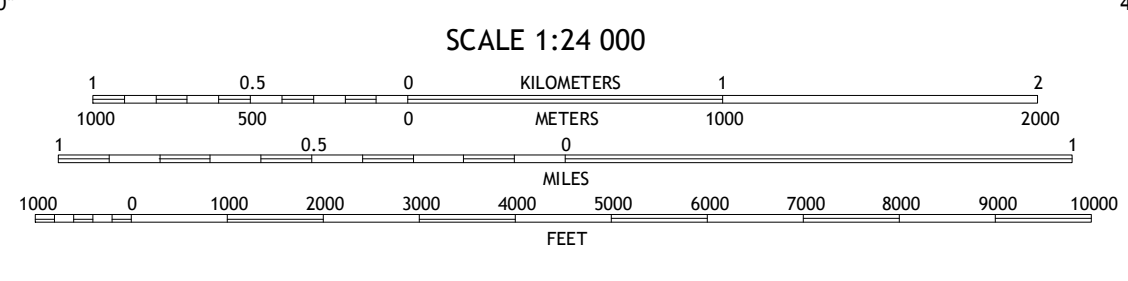 SCALE 1:24 000
1 0.5 0 KILOMETERS 1 2
1000 500 0 METERS 1000 2000
1 0.5 0 1
MILES
1000 0 1000 2000 3000 4000 5000 6000 7000 8000 9000 10000
FEET